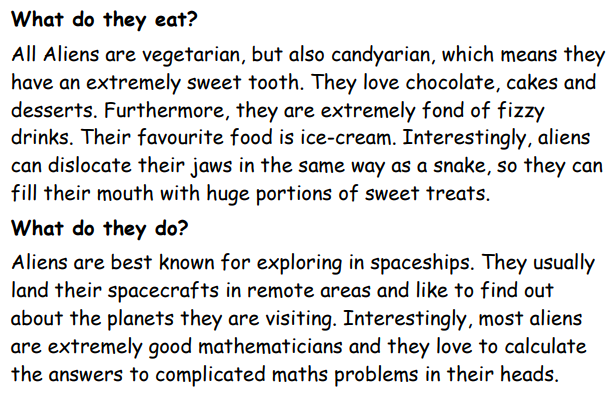 What do they eat?
All Aliens are vegetarian, but also candyarian, which means they
have an extremely sweet tooth. They love chocolate, cakes and
desserts. Furthermore, they are extremely fond of fizzy
drinks. Their favourite food is ice-cream. Interestingly, aliens
can dislocate their jaws in the same way as a snake, so they can
fill their mouth with huge portions of sweet treats.
What do they do?
Aliens are best known for exploring in spaceships. They usually
land their spacecrafts in remote areas and like to find out
about the planets they are visiting. Interestingly, most aliens
are extremely good mathematicians and they love to calculate
the answers to complicated maths problems in their heads.